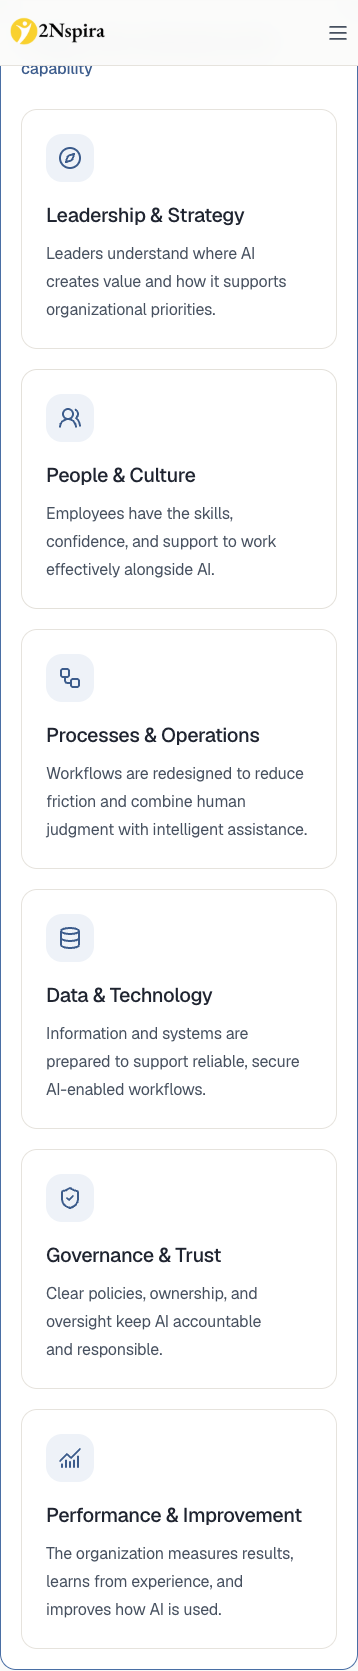 2Nspira
capability
Leadership & Strategy
Leaders understand where AI
creates value and how it supports
organizational priorities.
People & Culture
Employees have the skills,
confidence, and support to work
effectively alongside AI.
Processes & Operations
Workflows are redesigned to reduce
friction and combine human
judgment with intelligent assistance.
Data & Technology
Information and systems are
prepared to support reliable, secure
AI-enabled workflows.
Governance & Trust
Clear policies, ownership, and
oversight keep AI accountable
and responsible.
Performance & Improvement
The organization measures results,
learns from experience, and
improves how AI is used.